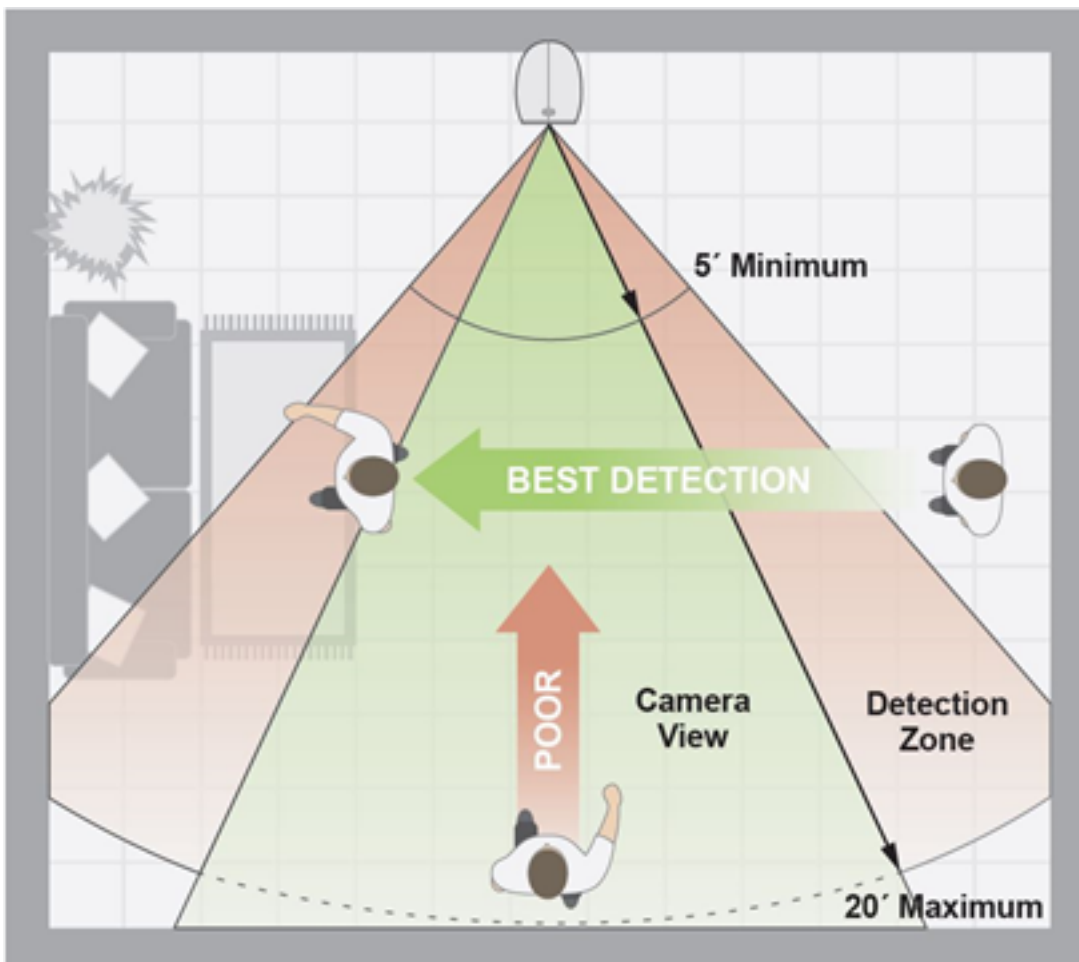 5´ Minimum
BEST DETECTION
POOR
Camera
View
Detection
Zone
20´ Maximum